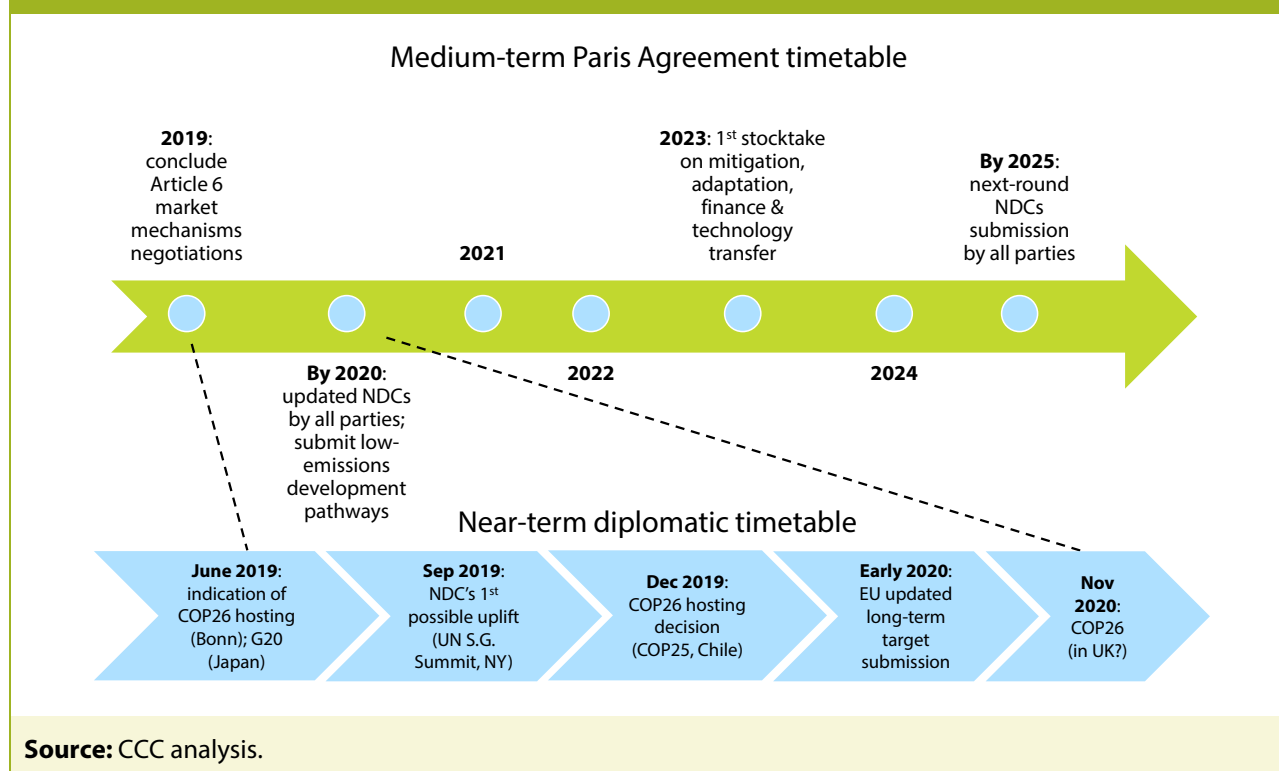 Medium-term Paris Agreement timetable
2019:
conclude
Article 6
market
mechanisms
negotiations
2021
2023: 1st stocktake
on mitigation,
adaptation,
finance &
technology
transfer
By 2025:
next-round
NDCs
submission
by all parties
By 2020:
updated NDCs
by all parties;
submit low-
emissions
development
pathways
2022
2024
Near-term diplomatic timetable
June 2019:
indication of
COP26 hosting
(Bonn); G20
(Japan)
Sep 2019:
NDC's 1st
possible uplift
(UN S.G.
Summit, NY)
Dec 2019:
COP26 hosting
decision
(COP25, Chile)
Early 2020:
EU updated
long-term
target
submission
Nov
2020:
COP26
(in UK?)
Source: CCC analysis.